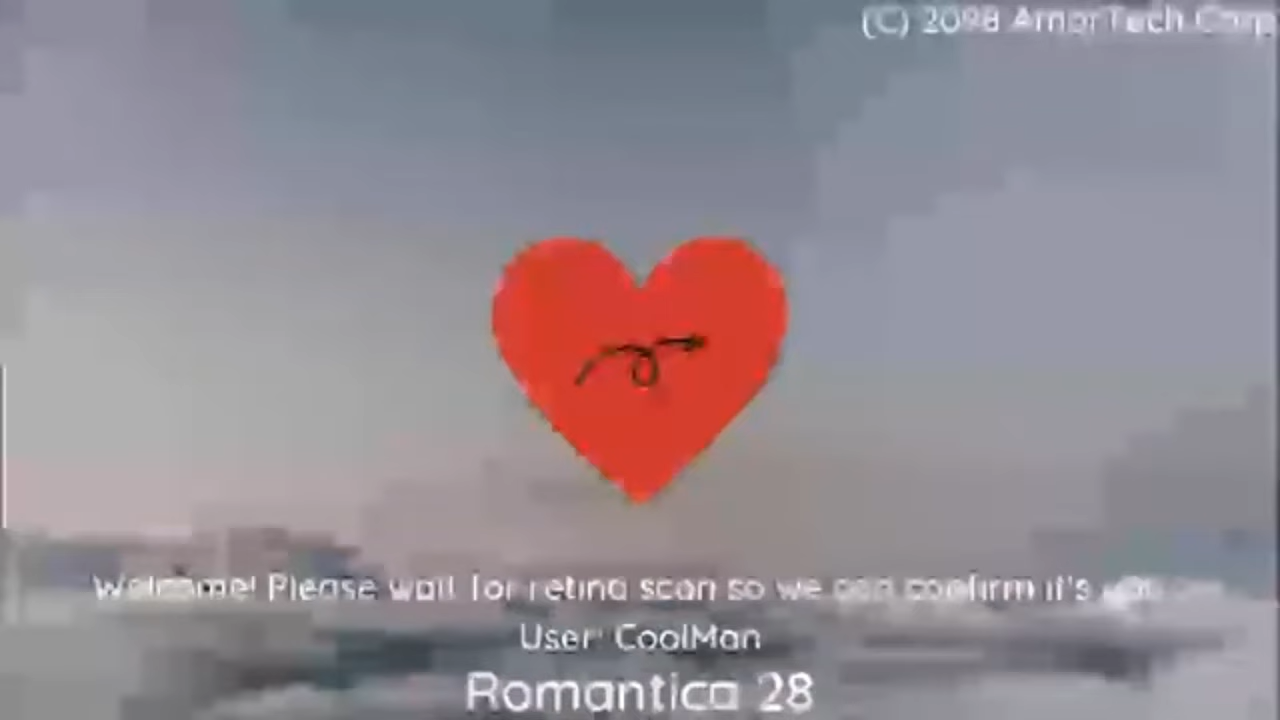 (C) 2098 AmorTech Corp
Welcome! Please wait for retina scan so we can confirm it's
User: CoolMan
Romantica 28